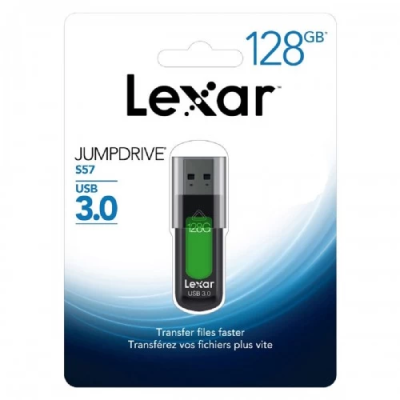 128GB*
Lexar
JUMPDRIVE®
S57
USB
3.0
128G
Lexar
USB 3.0
Transfer files faster
Transférez vos fichiers plus vite